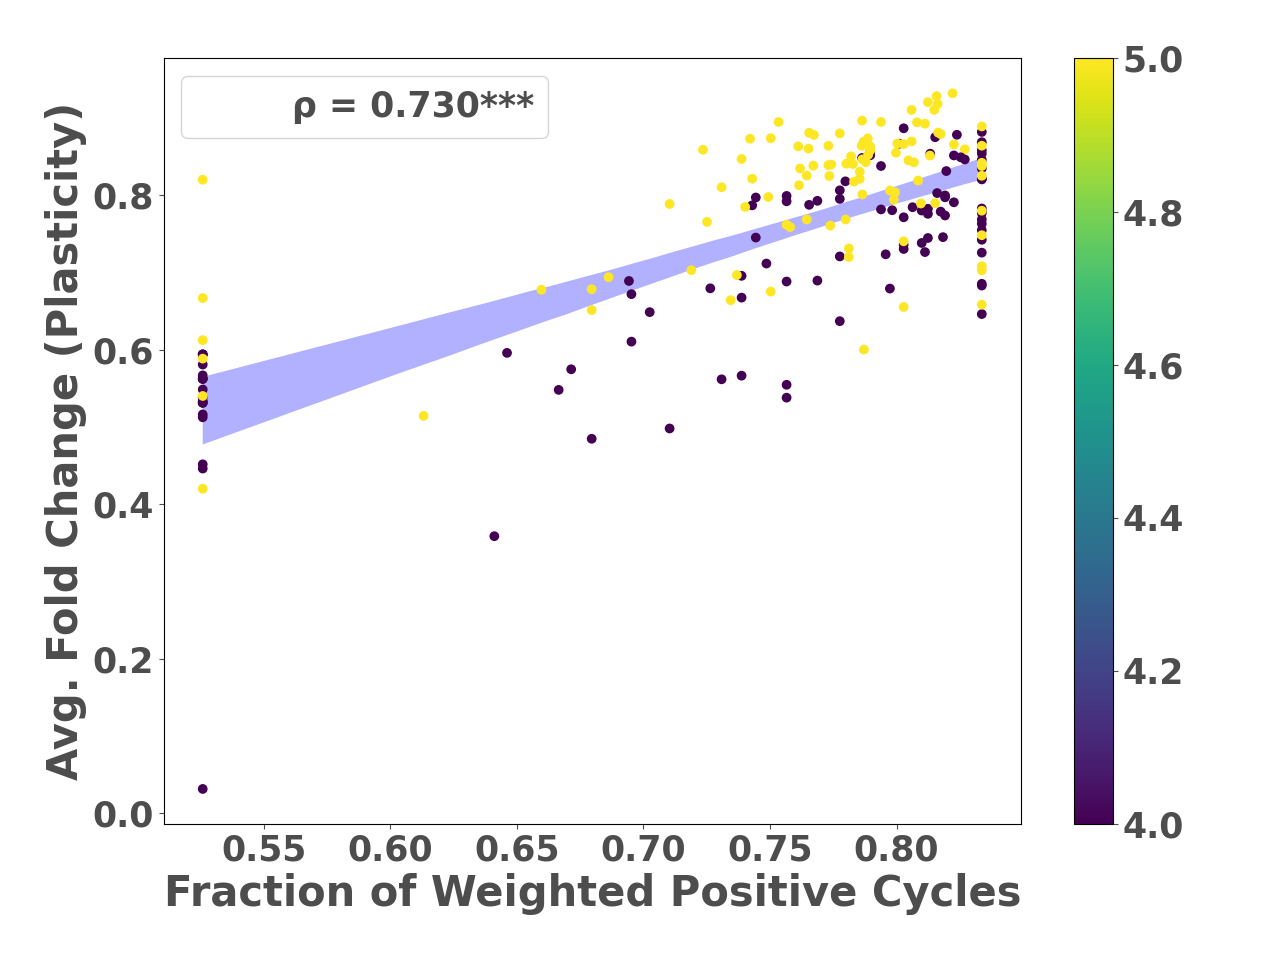 ρ = 0.730***
Avg. Fold Change (Plasticity)
0.8
0.6
0.4
0.2
0.0
0.55 0.60 0.65 0.70 0.75 0.80
Fraction of Weighted Positive Cycles
5.0
4.8
4.6
4.4
4.2
4.0